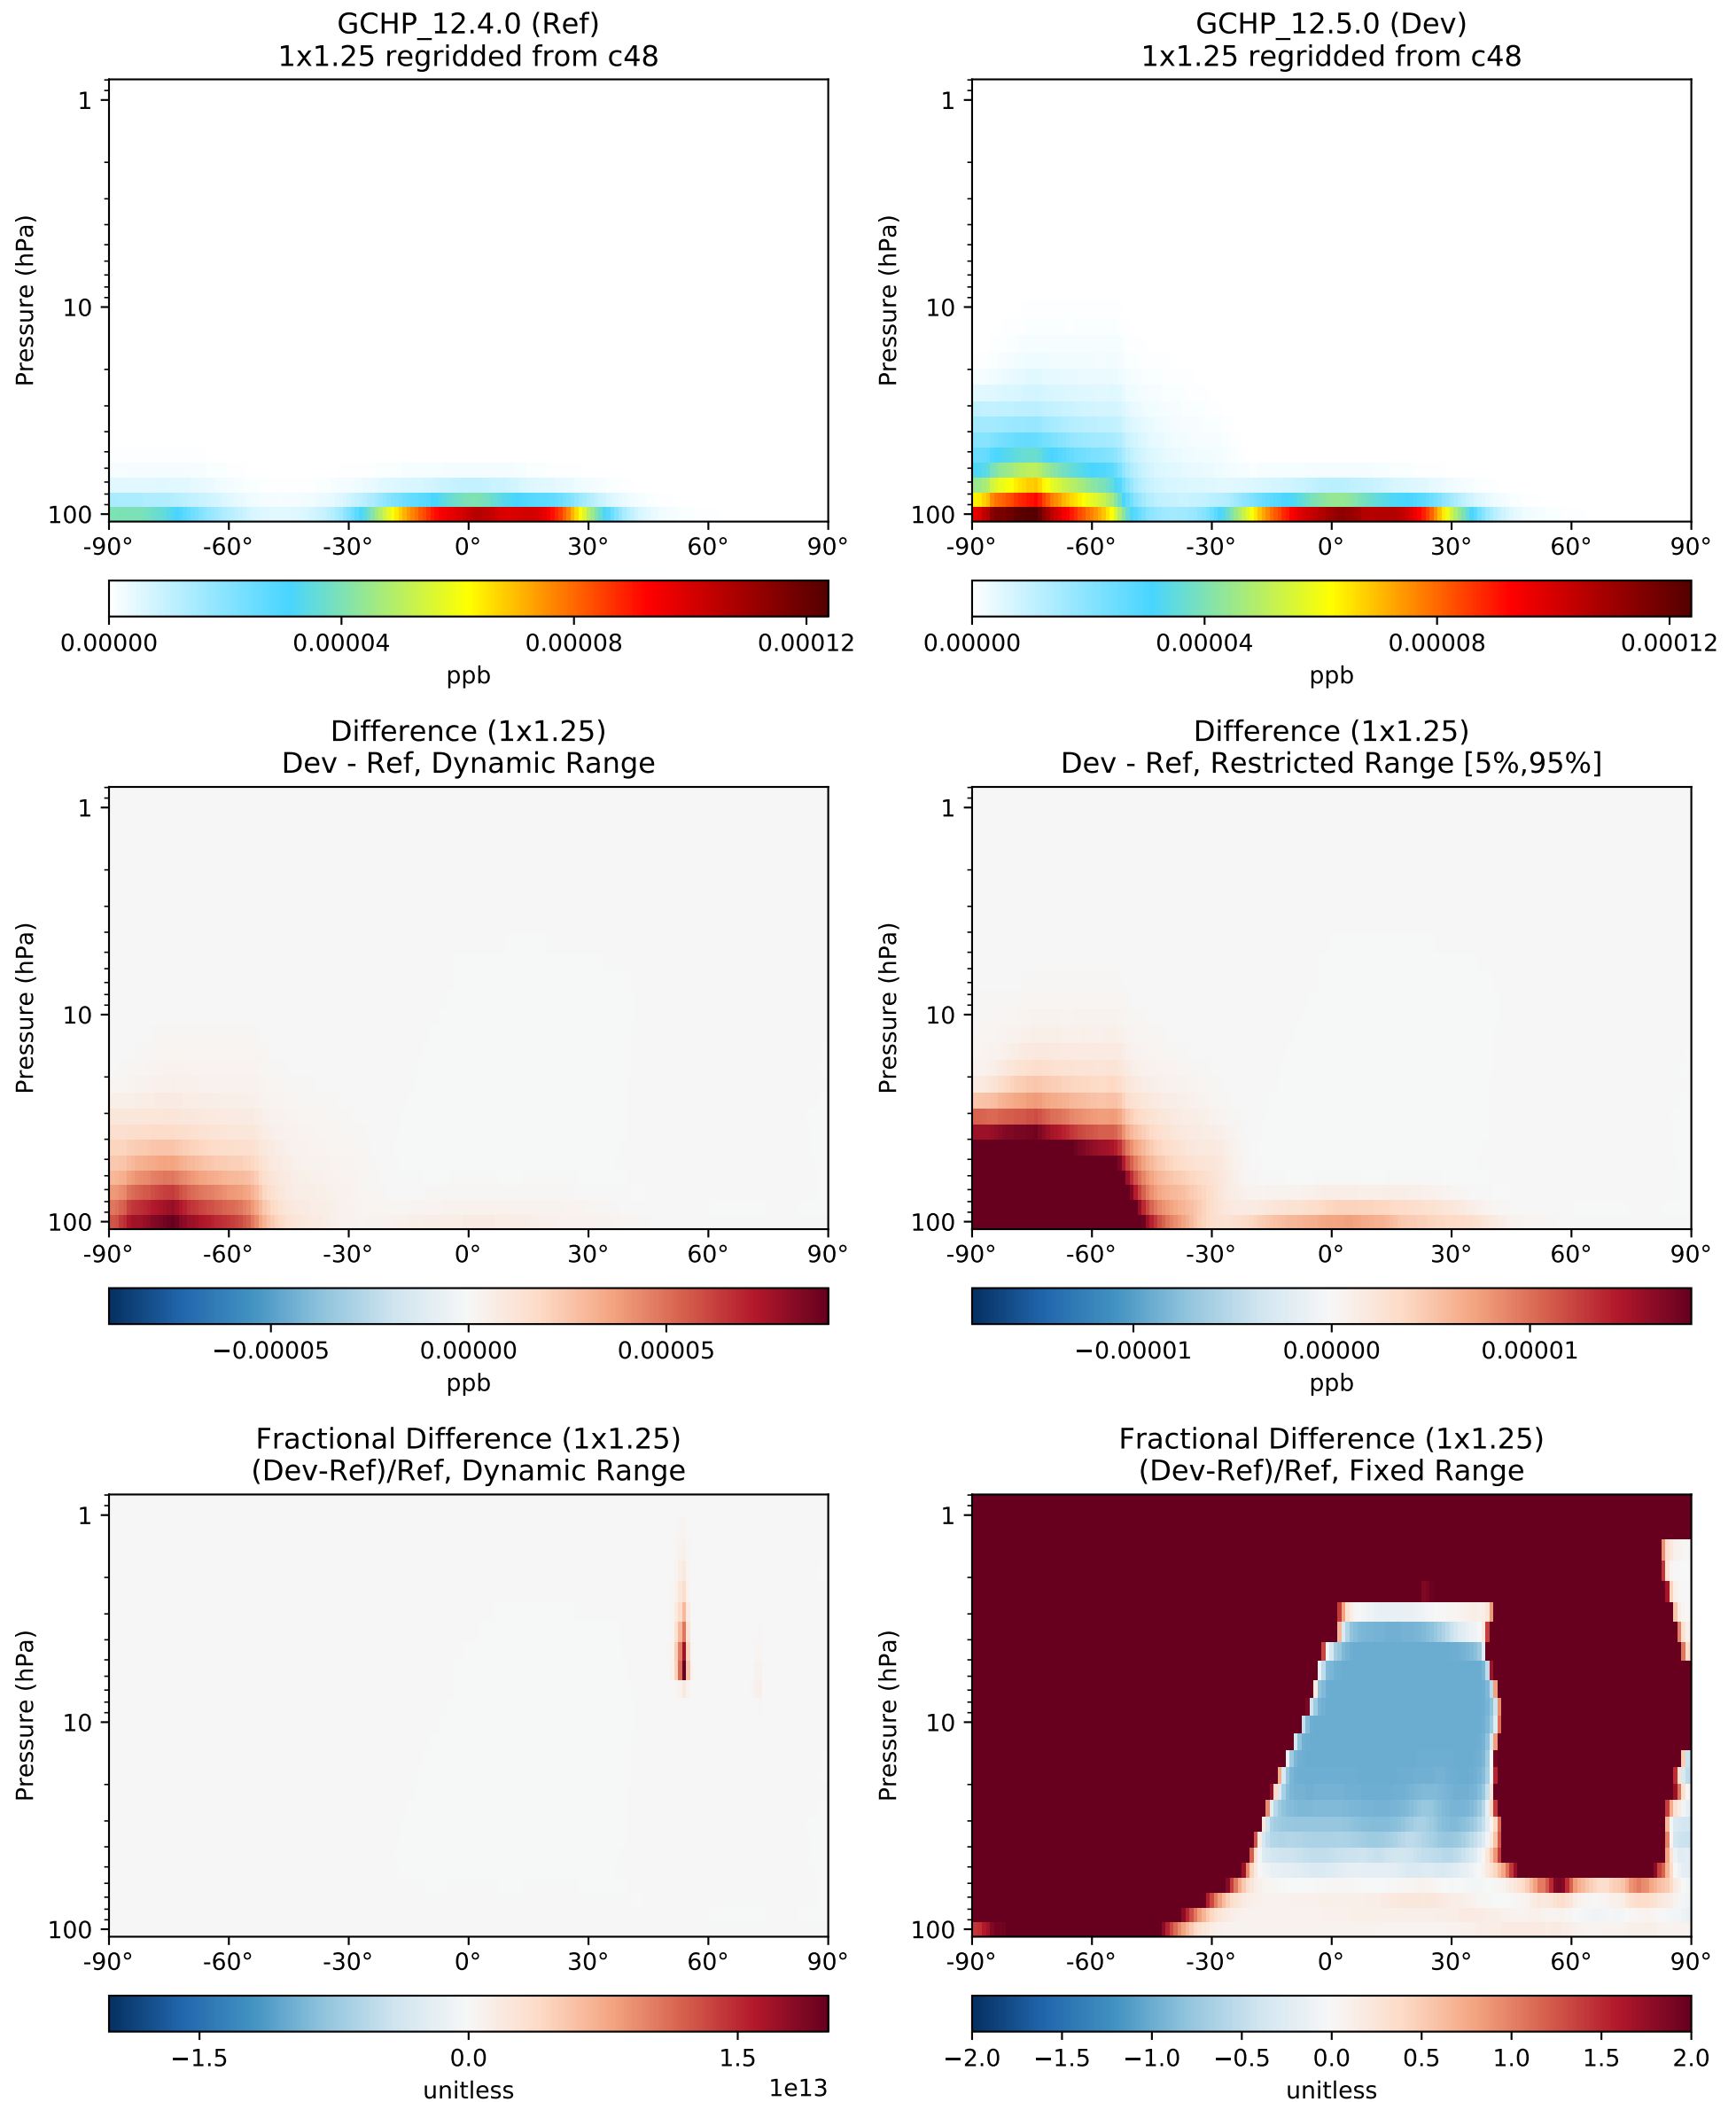 GCHP_12.4.0 (Ref)
1x1.25 regridded from c48
Pressure (hPa)
1
10
100
-90° -60° -30° 0° 30° 60° 90°
0.00000 0.00004 0.00008 0.00012
ppb
GCHP_12.5.0 (Dev)
1x1.25 regridded from c48
Pressure (hPa)
1
10
100
-90° -60° -30° 0° 30° 60° 90°
0.00000 0.00004 0.00008 0.00012
ppb
Difference (1x1.25)
Dev - Ref, Dynamic Range
Pressure (hPa)
1
10
100
-90° -60° -30° 0° 30° 60° 90°
−0.00005 0.00000 0.00005
ppb
Difference (1x1.25)
Dev - Ref, Restricted Range [5%,95%]
Pressure (hPa)
1
10
100
-90° -60° -30° 0° 30° 60° 90°
−0.00001 0.00000 0.00001
ppb
Fractional Difference (1x1.25)
(Dev-Ref)/Ref, Dynamic Range
Pressure (hPa)
1
10
100
-90° -60° -30° 0° 30° 60° 90°
−1.5 0.0 1.5
1e13
unitless
Fractional Difference (1x1.25)
(Dev-Ref)/Ref, Fixed Range
Pressure (hPa)
1
10
100
-90° -60° -30° 0° 30° 60° 90°
−2.0 −1.5 −1.0 −0.5 0.0 0.5 1.0 1.5 2.0
unitless